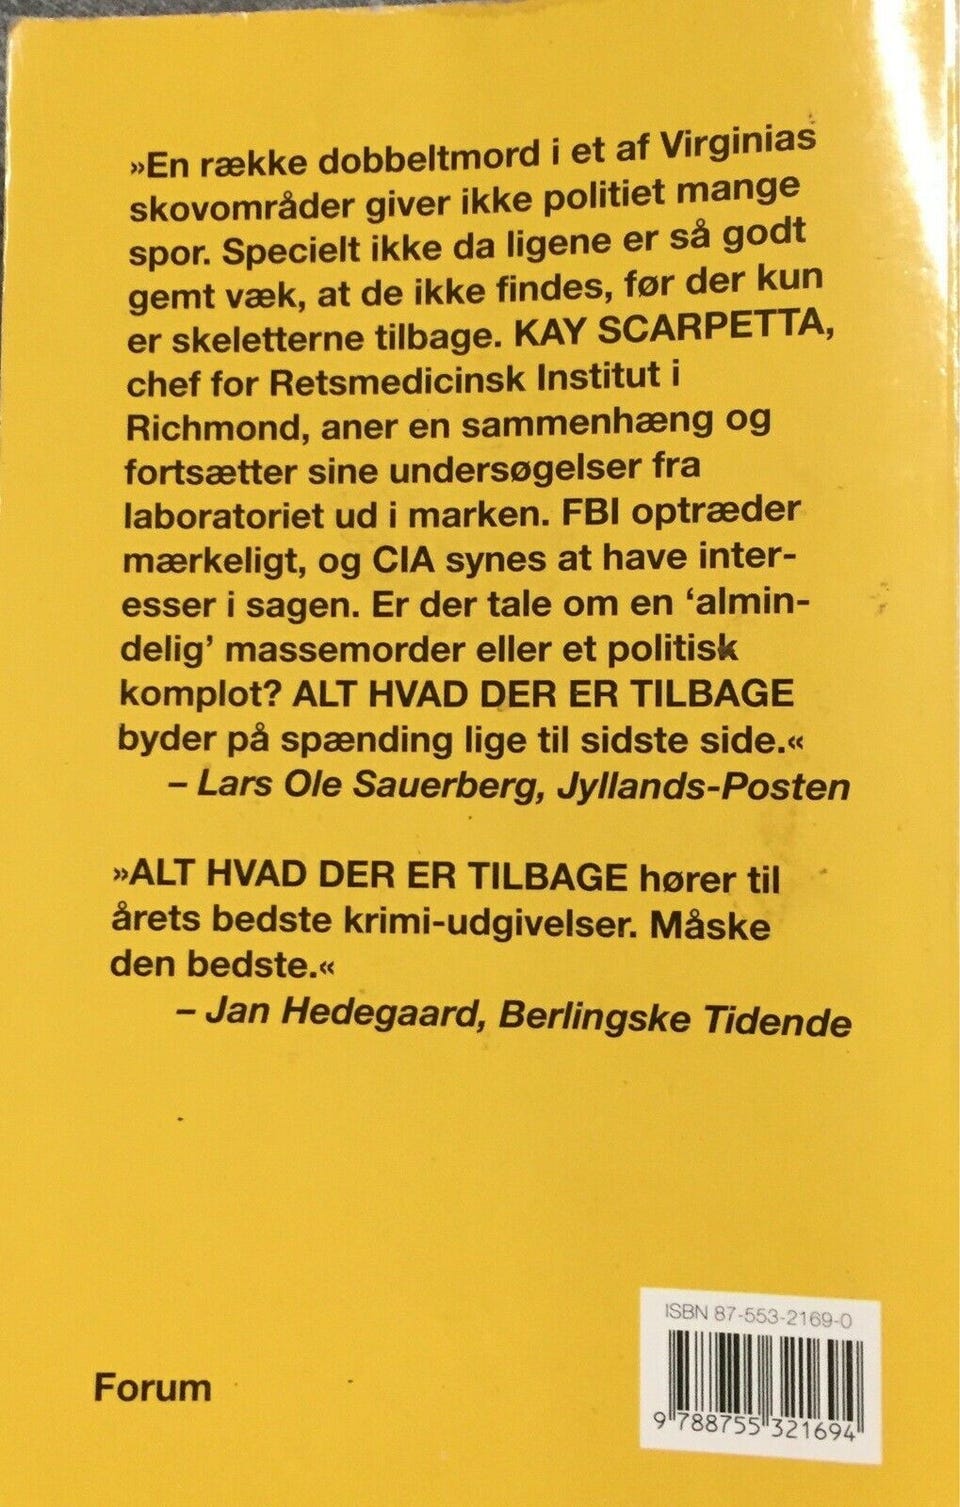 »En række dobbeltmord i et af Virginias
skovområder giver ikke politiet mange
spor. Specielt ikke da ligene er så godt
gemt væk, at de ikke findes, før der kun
er skeletterne tilbage. KAY SCARPETTA,
chef for Retsmedicinsk Institut i
Richmond, aner en sammenhæng og
fortsætter sine undersøgelser fra
laboratoriet ud i marken. FBI optræder
mærkeligt, og CIA synes at have inter-
esser i sagen. Er der tale om en ‘almin-
delig’ massemorder eller et politisk
komplot? ALT HVAD DER ER TILBAGE
byder på spænding lige til sidste side.«
– Lars Ole Sauerberg, Jyllands-Posten
»ALT HVAD DER ER TILBAGE hører til
årets bedste krimi-udgivelser. Måske
den bedste.«
– Jan Hedegaard, Berlingske Tidende
ISBN 87-553-2169-0
Forum
9 788755 321694